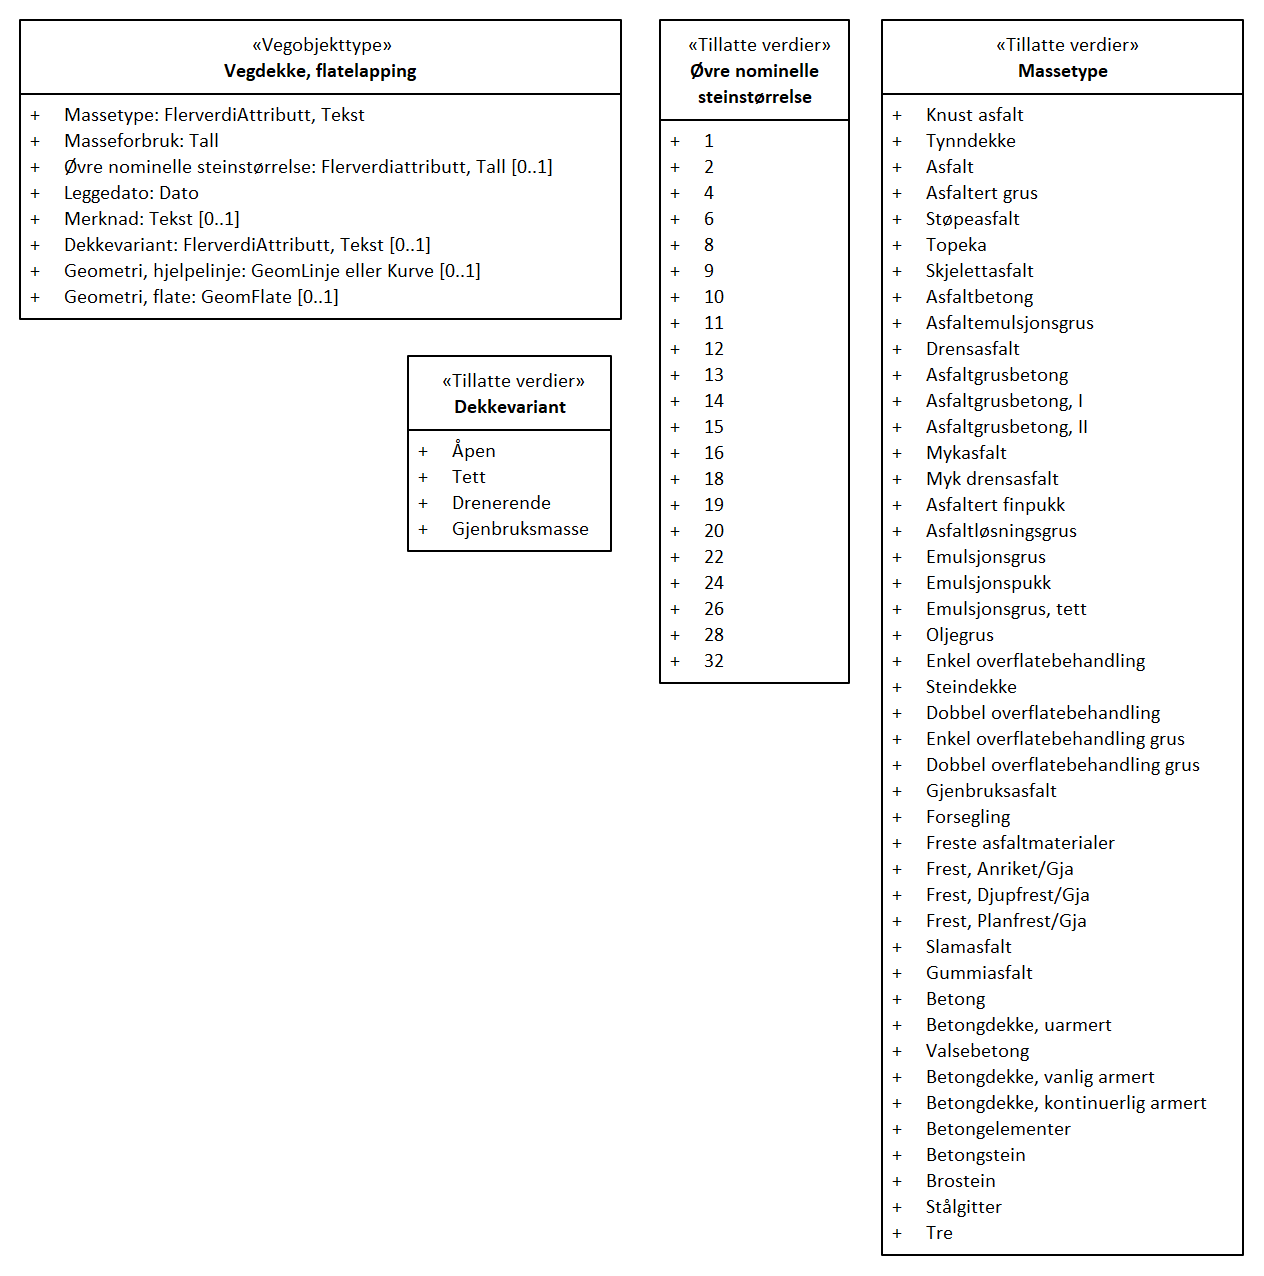 «Vegobjekttype»
Vegdekke, flatelapping
+ Massetype: FlerverdiAttributt, Tekst
+ Masseforbruk: Tall
+ Øvre nominelle steinstørrelse: Flerverdiattributt, Tall [0..1]
+ Leggedato: Dato
+ Merknad: Tekst [0..1]
+ Dekkevariant: FlerverdiAttributt, Tekst [0..1]
+ Geometri, hjelpelinje: GeomLinje eller Kurve [0..1]
+ Geometri, flate: GeomFlate [0..1]
«Tillatte verdier»
Dekkevariant
+ Åpen
+ Tett
+ Drenerende
+ Gjenbruksmasse
«Tillatte verdier»
Øvre nominelle
steinstørrelse
+ 1
+ 2
+ 4
+ 6
+ 8
+ 9
+ 10
+ 11
+ 12
+ 13
+ 14
+ 15
+ 16
+ 18
+ 19
+ 20
+ 22
+ 24
+ 26
+ 28
+ 32
«Tillatte verdier»
Massetype
+ Knust asfalt
+ Tynndekke
+ Asfalt
+ Asfaltert grus
+ Støpeasfalt
+ Topeka
+ Skjelettasfalt
+ Asfaltbetong
+ Asfaltemulsjonsgrus
+ Drensasfalt
+ Asfaltgrusbetong
+ Asfaltgrusbetong, I
+ Asfaltgrusbetong, II
+ Mykasfalt
+ Myk drensasfalt
+ Asfaltert finpukk
+ Asfaltløsningsgrus
+ Emulsjonsgrus
+ Emulsjonspukk
+ Emulsjonsgrus, tett
+ Oljegrus
+ Enkel overflatebehandling
+ Steindekke
+ Dobbel overflatebehandling
+ Enkel overflatebehandling grus
+ Dobbel overflatebehandling grus
+ Gjenbruksasfalt
+ Forsegling
+ Freste asfaltmaterialer
+ Frest, Anriket/Gja
+ Frest, Djupfrest/Gja
+ Frest, Planfrest/Gja
+ Slamasfalt
+ Gummiasfalt
+ Betong
+ Betongdekke, uarmert
+ Valsebetong
+ Betongdekke, vanlig armert
+ Betongdekke, kontinuerlig armert
+ Betongelementer
+ Betongstein
+ Brostein
+ Stålgitter
+ Tre